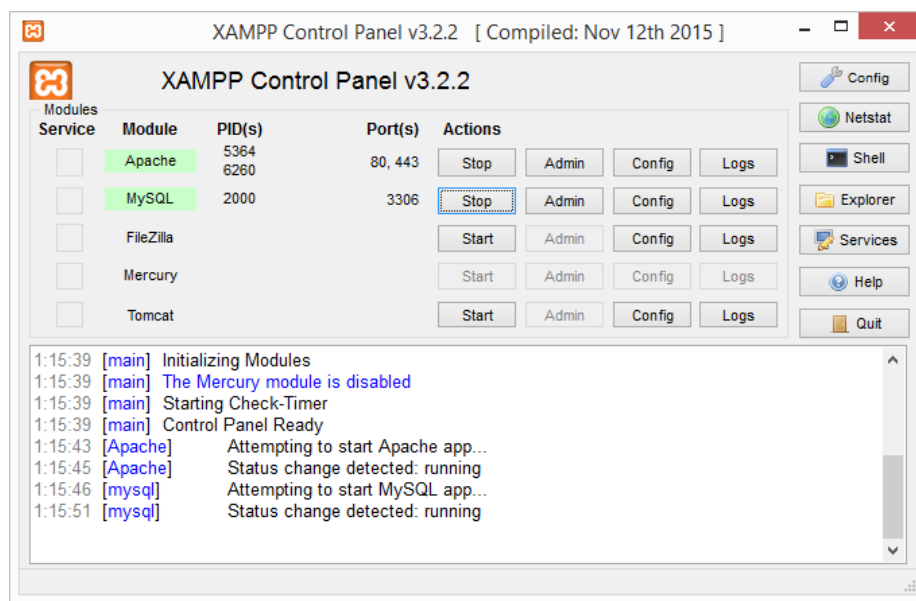 XAMPP Control Panel v3.2.2 [ Compiled: Nov 12th 2015 ]
XAMPP Control Panel v3.2.2
Config
Modules
Service Module PID(s) Port(s) Actions
Netstat
Apache 5364 6260 80, 443 Stop Admin Config Logs
Shell
MySQL 2000 3306 Stop Admin Config Logs
Explorer
FileZilla Start Admin Config Logs
Services
Mercury Start Admin Config Logs
Help
Tomcat Start Admin Config Logs
Quit
1:15:39 [main] Initializing Modules
1:15:39 [main] The Mercury module is disabled
1:15:39 [main] Starting Check-Timer
1:15:39 [main] Control Panel Ready
1:15:43 [Apache] Attempting to start Apache app...
1:15:45 [Apache] Status change detected: running
1:15:46 [mysql] Attempting to start MySQL app...
1:15:51 [mysql] Status change detected: running